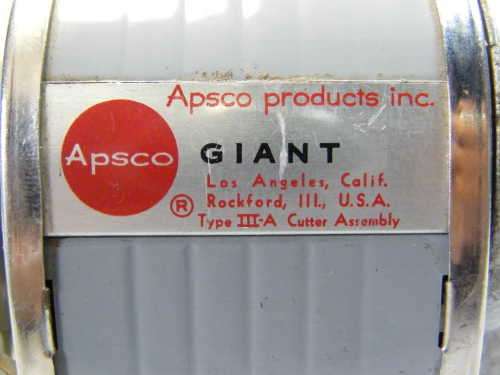 Apsco products inc.
Apsco
GIANT
Los Angeles, Calif.
® Rockford, Ill., U.S.A.
Type III-A Cutter Assembly